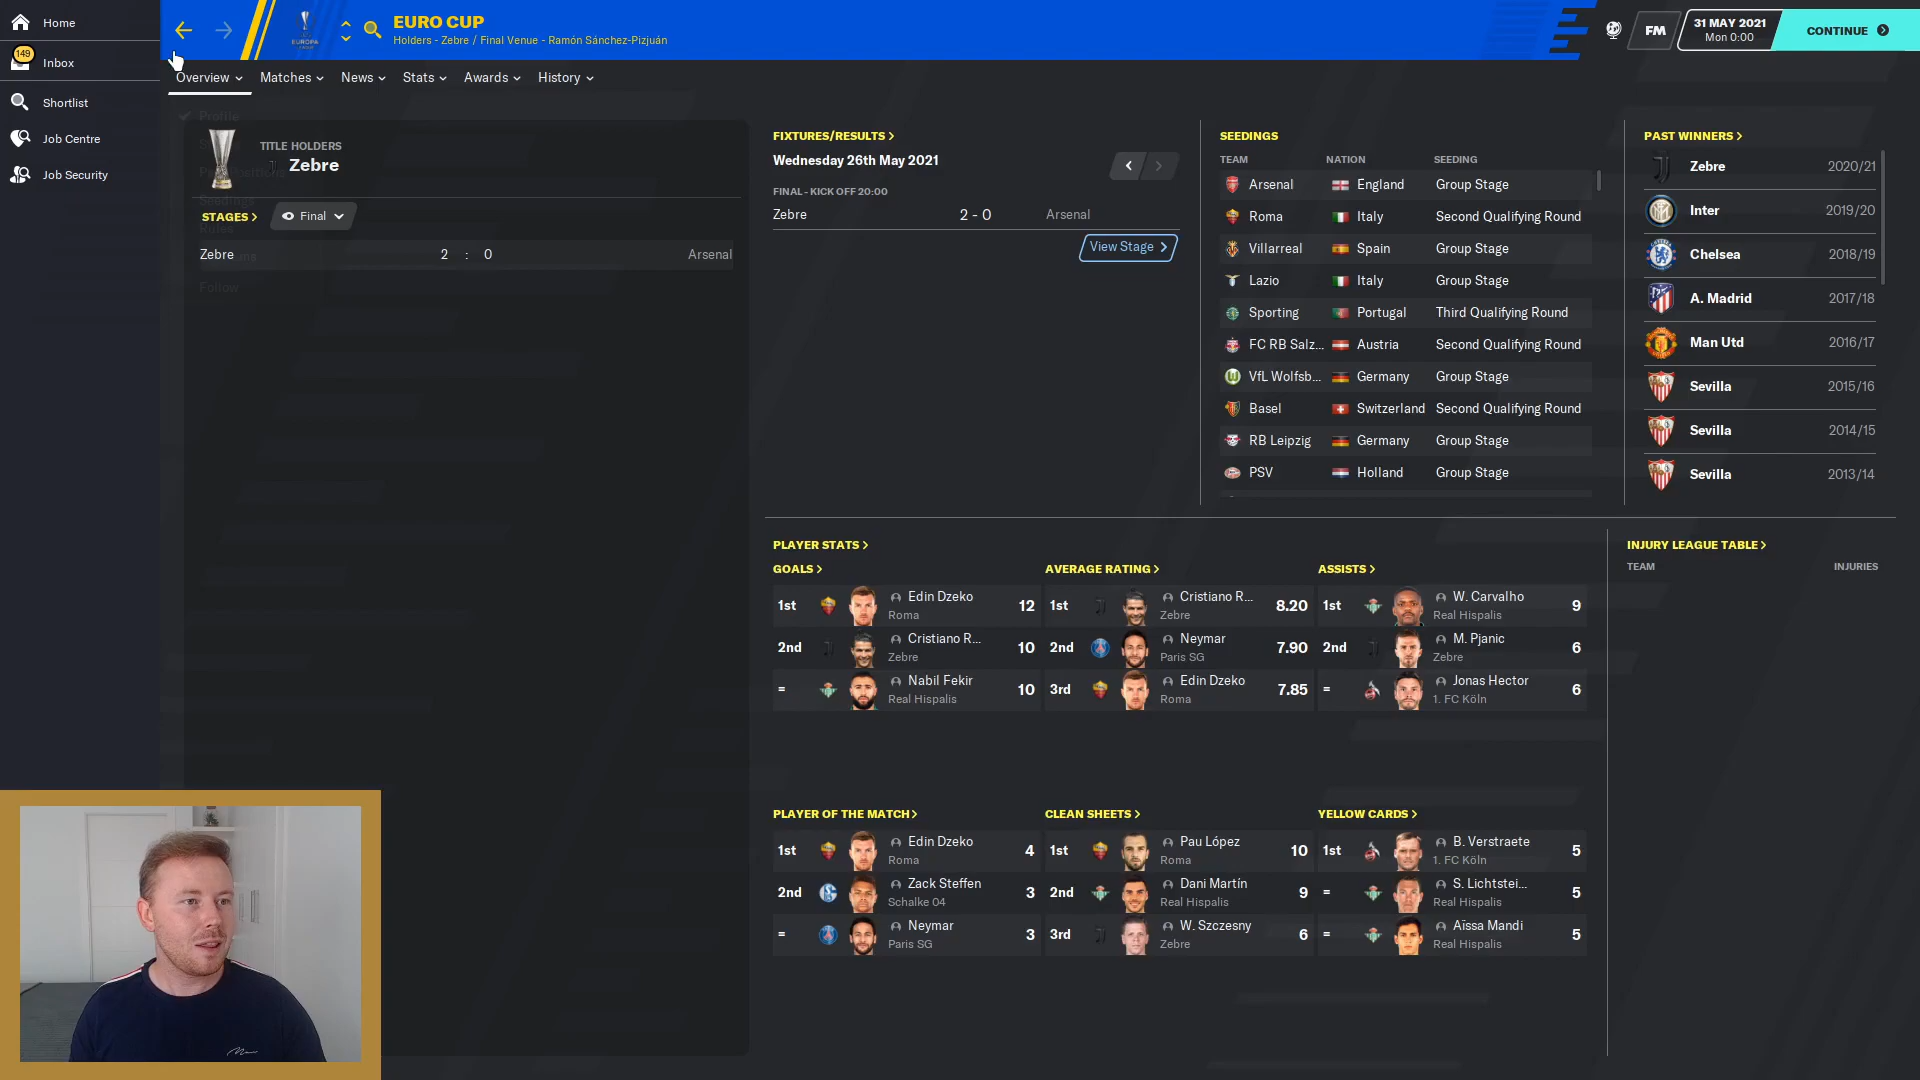 Home
149
Inbox
Shortlist
Job Centre
Job Security
EUROPA
EURO CUP
Holders - Zebre / Final Venue - Ramón Sánchez-Pizjuán
FM
31 MAY 2021
Mon 0:00
CONTINUE
Overview
Matches
News
Stats
Awards
History
Profile
Seedings
Rules
Follow
TITLE HOLDERS
Zebre
STAGES
Final
Zebre 2 : 0 Arsenal
FIXTURES/RESULTS
Wednesday 26th May 2021
FINAL - KICK OFF 20:00
Zebre 2 - 0 Arsenal
View Stage
SEEDINGS
TEAM NATION SEEDING
Arsenal England Group Stage
Roma Italy Second Qualifying Round
Villarreal Spain Group Stage
Lazio Italy Group Stage
Sporting Portugal Third Qualifying Round
FC RB Salz... Austria Second Qualifying Round
VfL Wolfsb... Germany Group Stage
Basel Switzerland Second Qualifying Round
RB Leipzig Germany Group Stage
PSV Holland Group Stage
PAST WINNERS
Zebre 2020/21
Inter 2019/20
Chelsea 2018/19
A. Madrid 2017/18
Man Utd 2016/17
Sevilla 2015/16
Sevilla 2014/15
Sevilla 2013/14
PLAYER STATS
GOALS
1st Edin Dzeko 12
Roma
2nd Cristiano R... 10
Zebre
= Nabil Fekir 10
Real Hispalis
AVERAGE RATING
1st Cristiano R... 8.20
Zebre
2nd Neymar 7.90
Paris SG
3rd Edin Dzeko 7.85
Roma
ASSISTS
1st W. Carvalho 9
Real Hispalis
2nd M. Pjanic 6
Zebre
= Jonas Hector 6
1. FC Köln
INJURY LEAGUE TABLE
TEAM INJURIES
PLAYER OF THE MATCH
1st Edin Dzeko 4
Roma
2nd Zack Steffen 3
Schalke 04
= Neymar 3
Paris SG
CLEAN SHEETS
1st Pau López 10
Roma
2nd Dani Martín 9
Real Hispalis
3rd W. Szczesny 6
Zebre
YELLOW CARDS
1st B. Verstraete 5
1. FC Köln
= S. Lichtstei... 5
Real Hispalis
= Aïssa Mandi 5
Real Hispalis